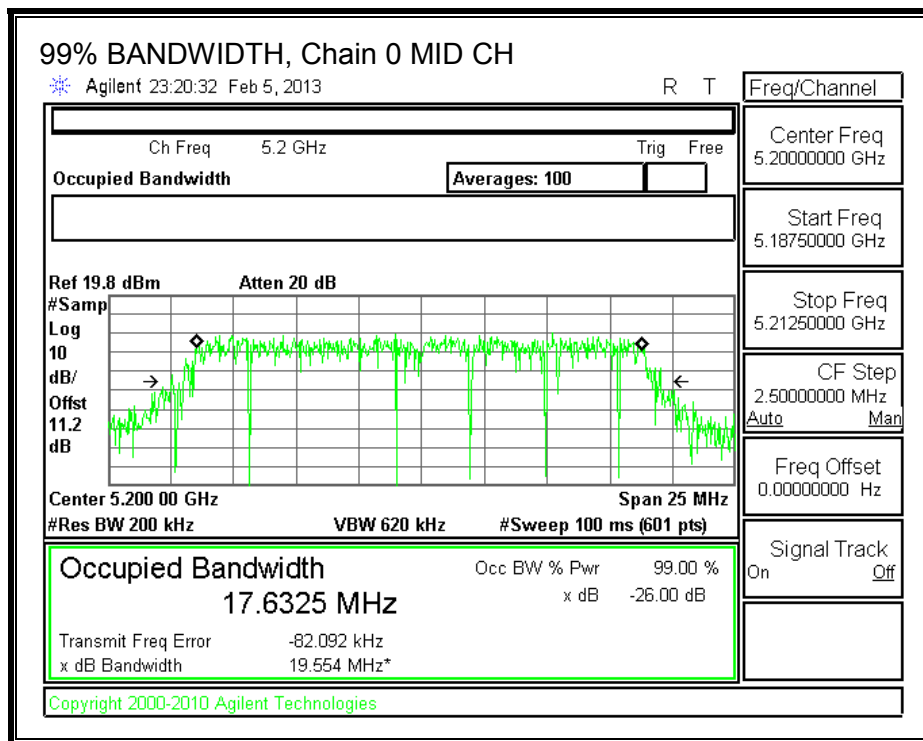 99% BANDWIDTH, Chain 0 MID CH
Agilent 23:20:32 Feb 5, 2013 R T
Freq/Channel
Ch Freq 5.2 GHz Trig Free
Occupied Bandwidth Averages: 100
Center Freq
5.20000000 GHz
Start Freq
5.18750000 GHz
Stop Freq
5.21250000 GHz
CF Step
2.50000000 MHz
Auto Man
Freq Offset
0.00000000 Hz
Signal Track
On Off
Ref 19.8 dBm Atten 20 dB
#Samp
Log
10
dB/
Offst
11.2
dB
Center 5.200 00 GHz Span 25 MHz
#Res BW 200 kHz VBW 620 kHz #Sweep 100 ms (601 pts)
Occupied Bandwidth Occ BW % Pwr 99.00 %
17.6325 MHz x dB -26.00 dB
Transmit Freq Error -82.092 kHz
x dB Bandwidth 19.554 MHz*
Copyright 2000-2010 Agilent Technologies